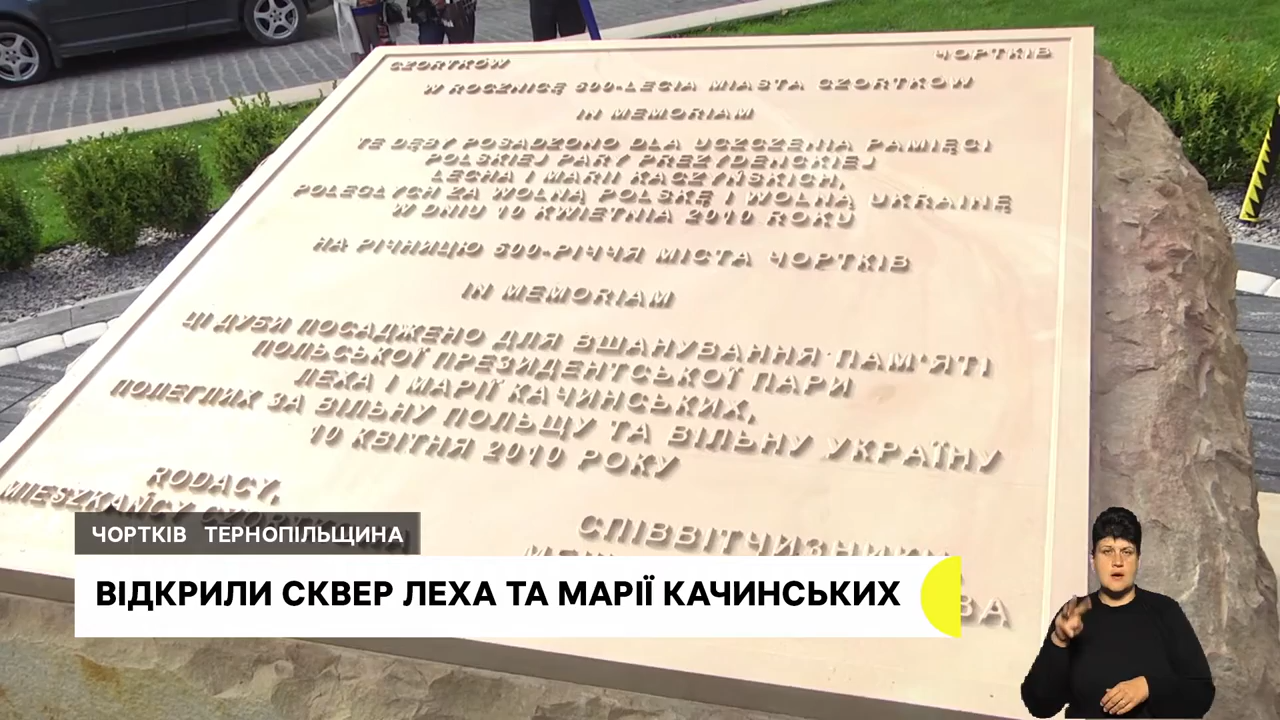 CZORTKÓW ЧОРТКІВ
W ROCZNICĘ 500-LECIA MIASTA CZORTKÓW
IN MEMORIAM
TE DĘBY POSADZONO DLA UCZCZENIA PAMIĘCI
POLSKIEJ PARY PREZYDENCKIEJ
LECHA I MARII KACZYŃSKICH,
POLEGŁYCH ZA WOLNĄ POLSKĘ I WOLNĄ UKRAINĘ
W DNIU 10 KWIETNIA 2010 ROKU
НА РІЧНИЦЮ 500-РІЧЧЯ МІСТА ЧОРТКІВ
IN MEMORIAM
ЦІ ДУБИ ПОСАДЖЕНО ДЛЯ ВШАНУВАННЯ ПАМ'ЯТІ
ПОЛЬСЬКОЇ ПРЕЗИДЕНТСЬКОЇ ПАРИ
ЛЕХА І МАРІЇ КАЧИНСЬКИХ,
ПОЛЕГЛИХ ЗА ВІЛЬНУ ПОЛЬЩУ ТА ВІЛЬНУ УКРАЇНУ
10 КВІТНЯ 2010 РОКУ
RODACY,
MIESZKAŃCY
СПІВВІТЧИЗНИКИ
ЧОРТКІВ ТЕРНОПІЛЬЩИНА
ВІДКРИЛИ СКВЕР ЛЕХА ТА МАРІЇ КАЧИНСЬКИХ